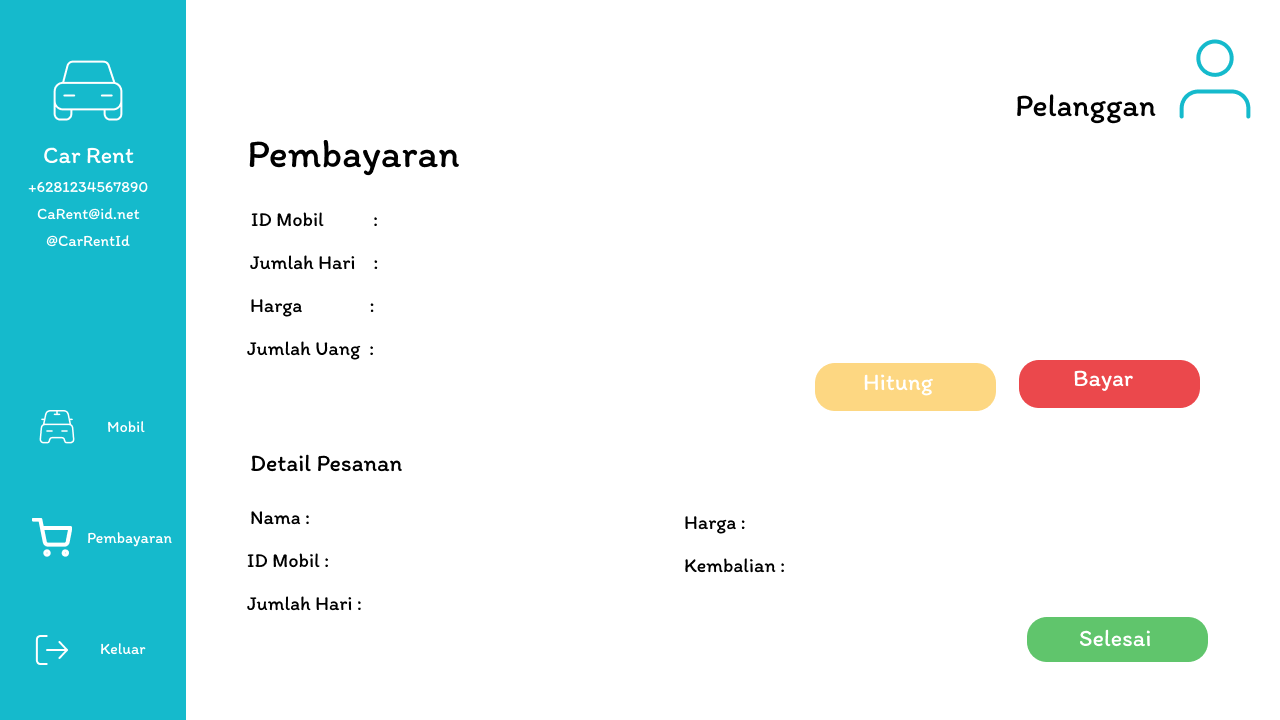 Car Rent
+6281234567890
CaRent@id.net
@CarRentId
Mobil
Pembayaran
Keluar
Pelanggan
Pembayaran
ID Mobil :
Jumlah Hari :
Harga :
Jumlah Uang :
Hitung
Bayar
Detail Pesanan
Nama :
ID Mobil :
Jumlah Hari :
Harga :
Kembalian :
Selesai